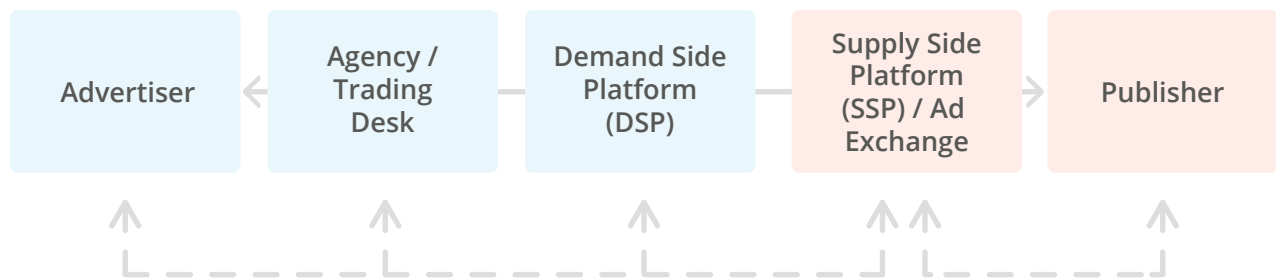 Advertiser
Agency /
Trading
Desk
Demand Side
Platform
(DSP)
Supply Side
Platform
(SSP) / Ad
Exchange
Publisher